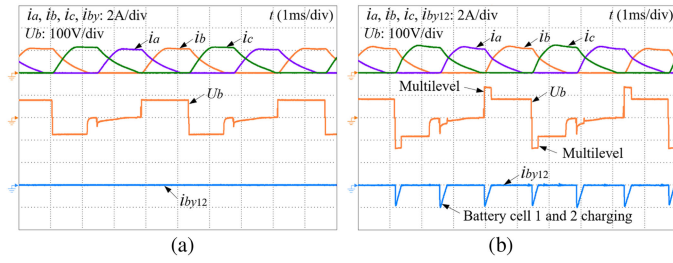 ia, ib, ic, iby: 2A/div
t (1ms/div)
Ub: 100V/div
ia
ib
ic
Ub
iby12
(a)
ia, ib, ic, iby12: 2A/div
t (1ms/div)
Ub: 100V/div
ia
ib
ic
Multilevel
Ub
Multilevel
iby12
Battery cell 1 and 2 charging
(b)